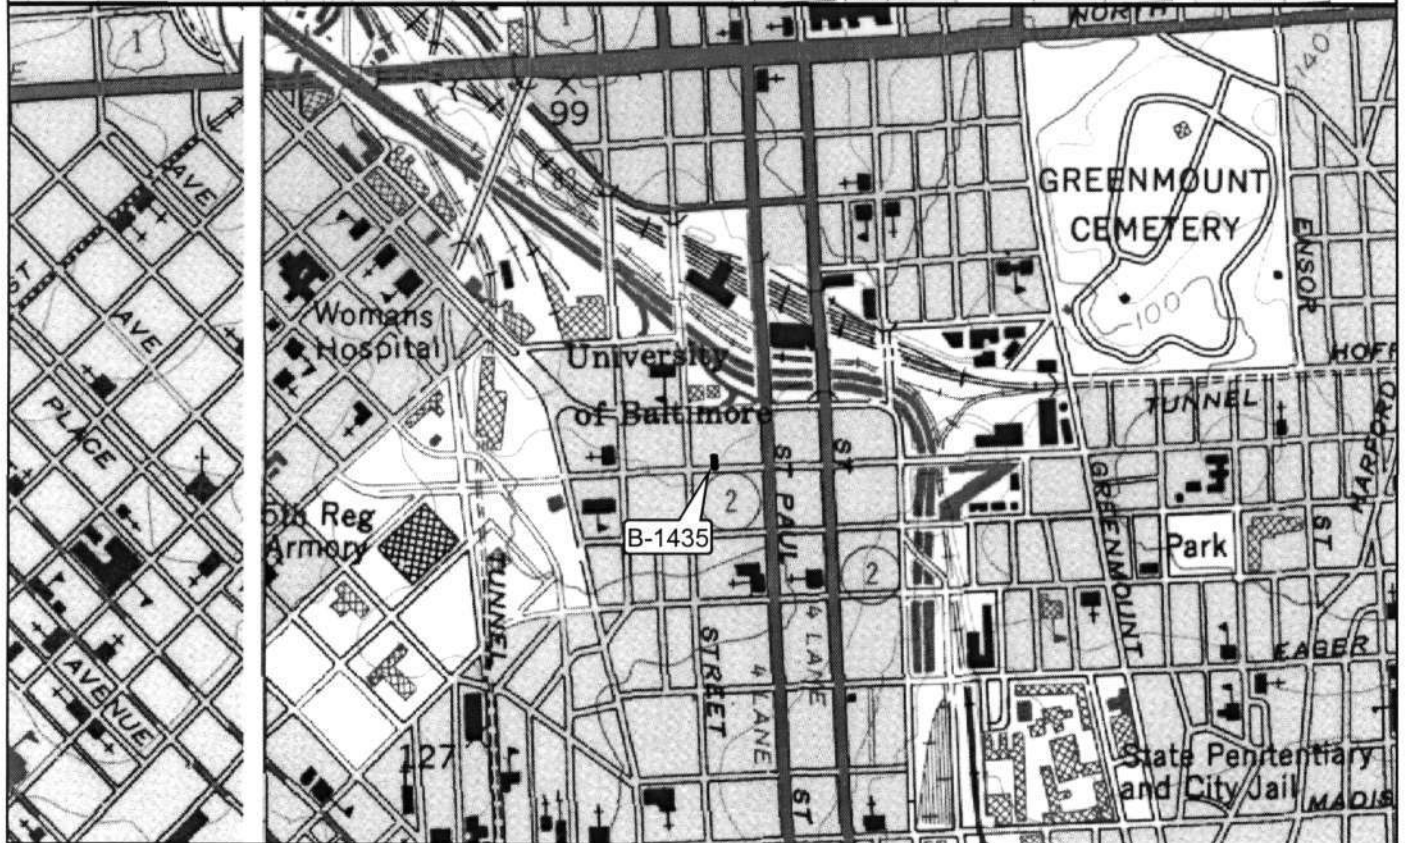 NORTH
1
1
E
99
140
AVE
GREENMOUNT
CEMETERY
ENSOR
ST
AVE
Womans
Hospital
100
University
of Baltimore
HOFF
TUNNEL
PLACE
HARFORD
ST PAUL
ST
GREENMOUNT
2
5th Reg
Armory
B-1435
Park
ST
2
TUNNEL
STREET
4 LANE
4 LANE
EAGER
AVENUE
127
State Penitentiary
and City Jail
ST
MADIS